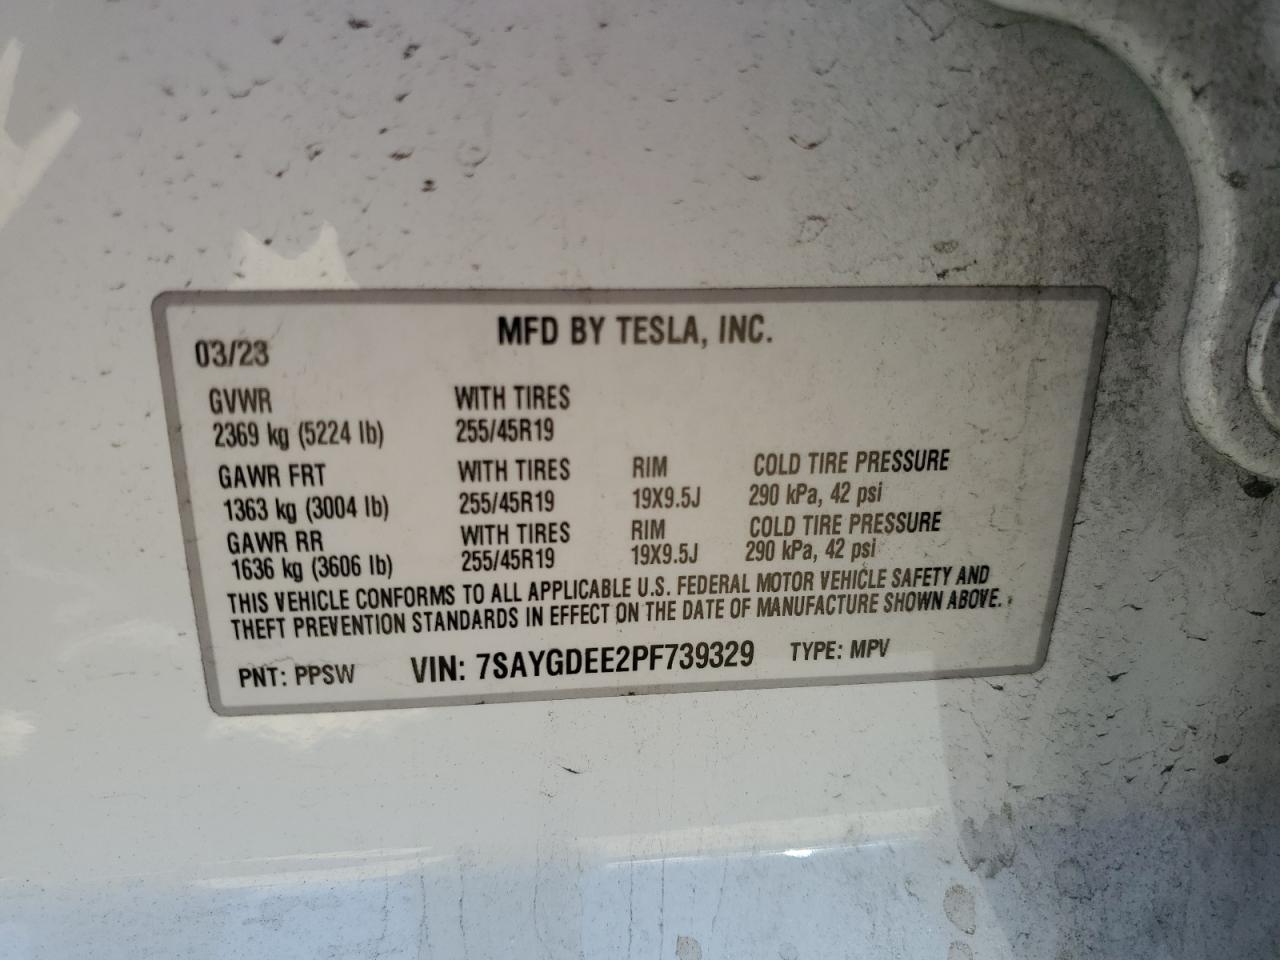 MFD BY TESLA, INC.
03/23
GVWR WITH TIRES
2369 kg (5224 lb) 255/45R19
GAWR FRT WITH TIRES RIM COLD TIRE PRESSURE
1363 kg (3004 lb) 255/45R19 19X9.5J 290 kPa, 42 psi
GAWR RR WITH TIRES RIM COLD TIRE PRESSURE
1636 kg (3606 lb) 255/45R19 19X9.5J 290 kPa, 42 psi
THIS VEHICLE CONFORMS TO ALL APPLICABLE U.S. FEDERAL MOTOR VEHICLE SAFETY AND
THEFT PREVENTION STANDARDS IN EFFECT ON THE DATE OF MANUFACTURE SHOWN ABOVE.
PNT: PPSW VIN: 7SAYGDEE2PF739329 TYPE: MPV